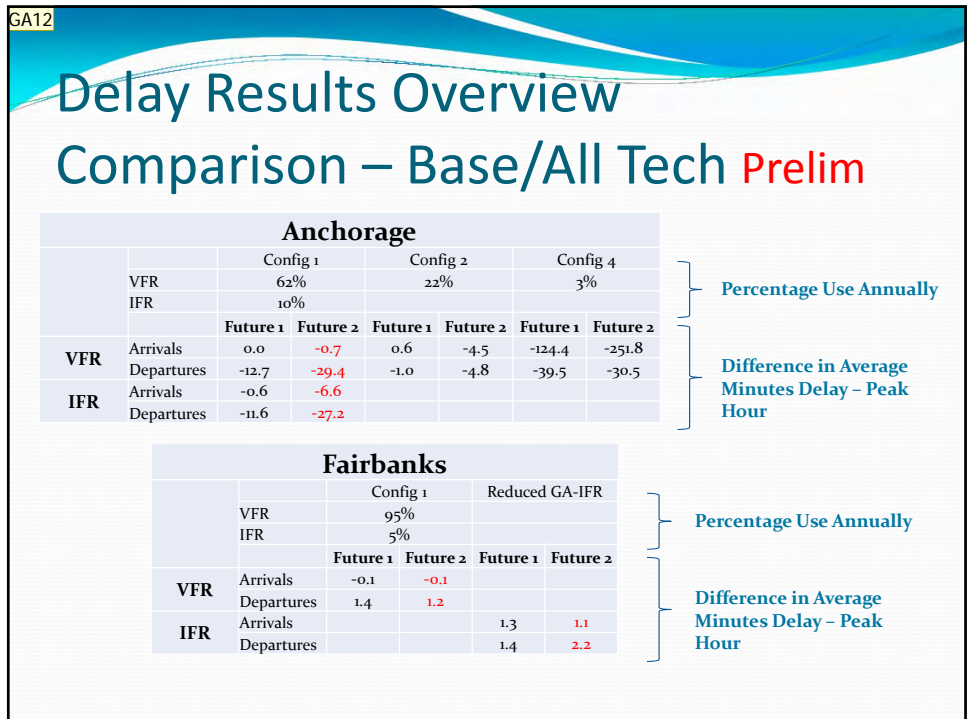 GA12
Delay Results Overview
Comparison – Base/All Tech Prelim
Anchorage
Config 1 Config 2 Config 4
VFR 62% 22% 3%
IFR 10%
Future 1 Future 2 Future 1 Future 2 Future 1 Future 2
VFR Arrivals 0.0 -0.7 0.6 -4.5 -124.4 -251.8
Departures -12.7 -29.4 -1.0 -4.8 -39.5 -30.5
IFR Arrivals -0.6 -6.6
Departures -11.6 -27.2
Percentage Use Annually
Difference in Average
Minutes Delay – Peak
Hour
Fairbanks
Config 1 Reduced GA-IFR
VFR 95%
IFR 5%
Future 1 Future 2 Future 1 Future 2
VFR Arrivals -0.1 -0.1
Departures 1.4 1.2
IFR Arrivals 1.3 1.1
Departures 1.4 2.2
Percentage Use Annually
Difference in Average
Minutes Delay – Peak
Hour